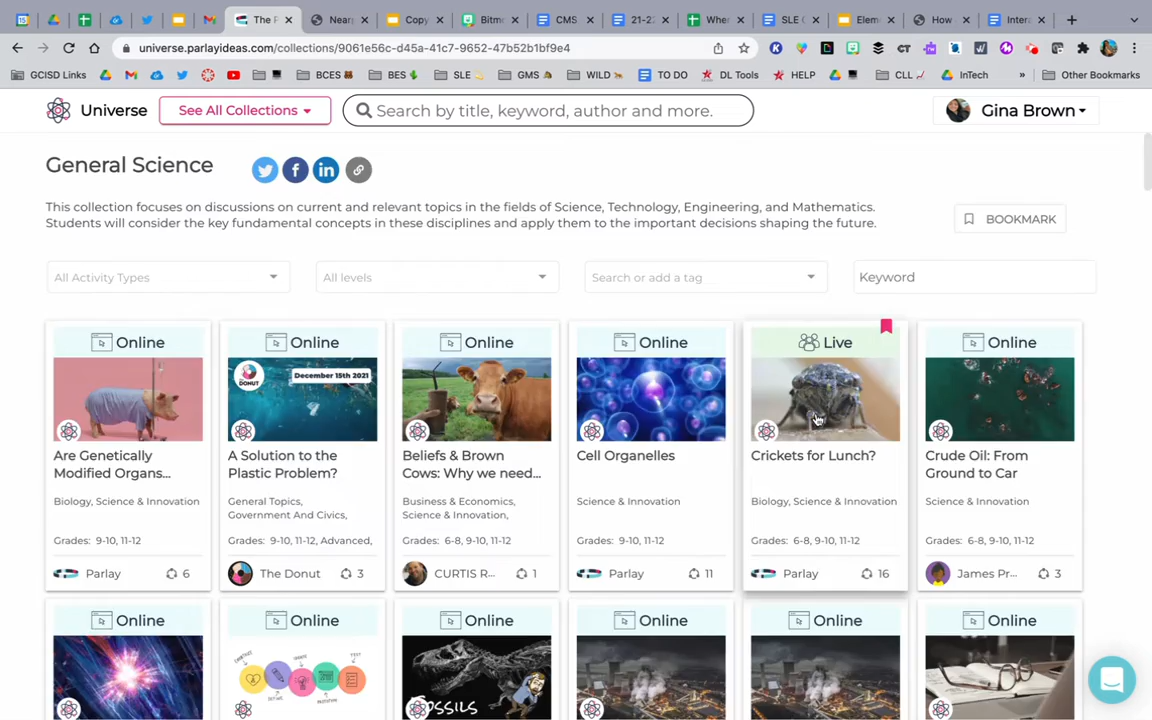 The P
Near
Copy
Bitm
CMS
21-2
Wher
SLE
Elem
How
Inter
universe.parlayideas.com/collections/9061e56c-d45a-41c7-9652-47b52b1bf9e4
GCISD Links
BCES
BES
SLE
GMS
WILD
TO DO
DL Tools
HELP
CLL
InTech
»
Other Bookmarks
Universe
See All Collections
Search by title, keyword, author and more.
Gina Brown
General Science
This collection focuses on discussions on current and relevant topics in the fields of Science, Technology, Engineering, and Mathematics.
Students will consider the key fundamental concepts in these disciplines and apply them to the important decisions shaping the future.
BOOKMARK
All Activity Types
All levels
Search or add a tag
Keyword
Online
Online
Online
Online
Live
Online
December 15th 2021
DONUT
Are Genetically
Modified Organs...
Biology, Science & Innovation
Grades: 9-10, 11-12
Parlay 6
A Solution to the
Plastic Problem?
General Topics,
Government And Civics,
Grades: 9-10, 11-12, Advanced,
The Donut 3
Beliefs & Brown
Cows: Why we need...
Business & Economics,
Science & Innovation,
Grades: 6-8, 9-10, 11-12
CURTIS R... 1
Cell Organelles
Science & Innovation
Grades: 9-10, 11-12
Parlay 11
Crickets for Lunch?
Biology, Science & Innovation
Grades: 6-8, 9-10, 11-12
Parlay 16
Crude Oil: From
Ground to Car
Science & Innovation
Grades: 6-8, 9-10, 11-12
James Pr... 3
Online
Online
Online
Online
Online
Online
FOSSILS